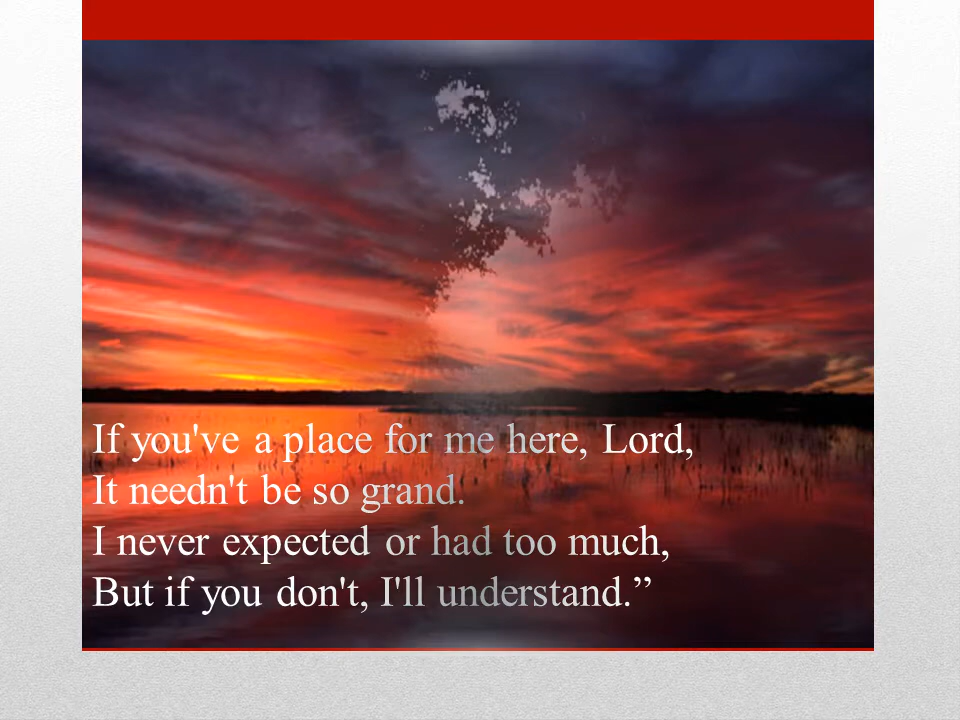 If you've a place for me here, Lord,
It needn't be so grand.
I never expected or had too much,
But if you don't, I'll understand.”